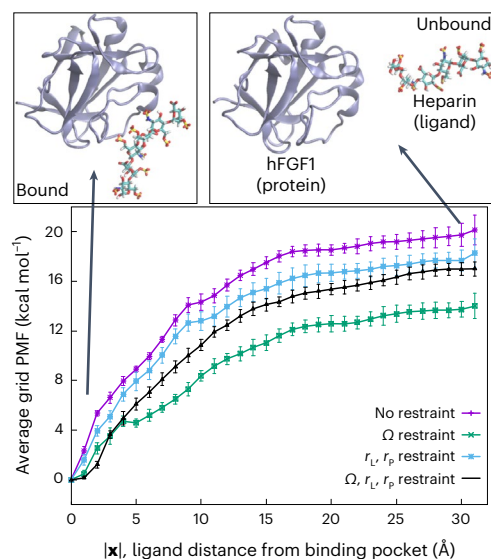 Unbound
Heparin
(ligand)
hFGF1
(protein)
Bound
Average grid PMF (kcal mol⁻¹)
20
16
12
8
4
0
No restraint
Ω restraint
r_L, r_P restraint
Ω, r_L, r_P restraint
0 5 10 15 20 25 30
|x|, ligand distance from binding pocket (Å)